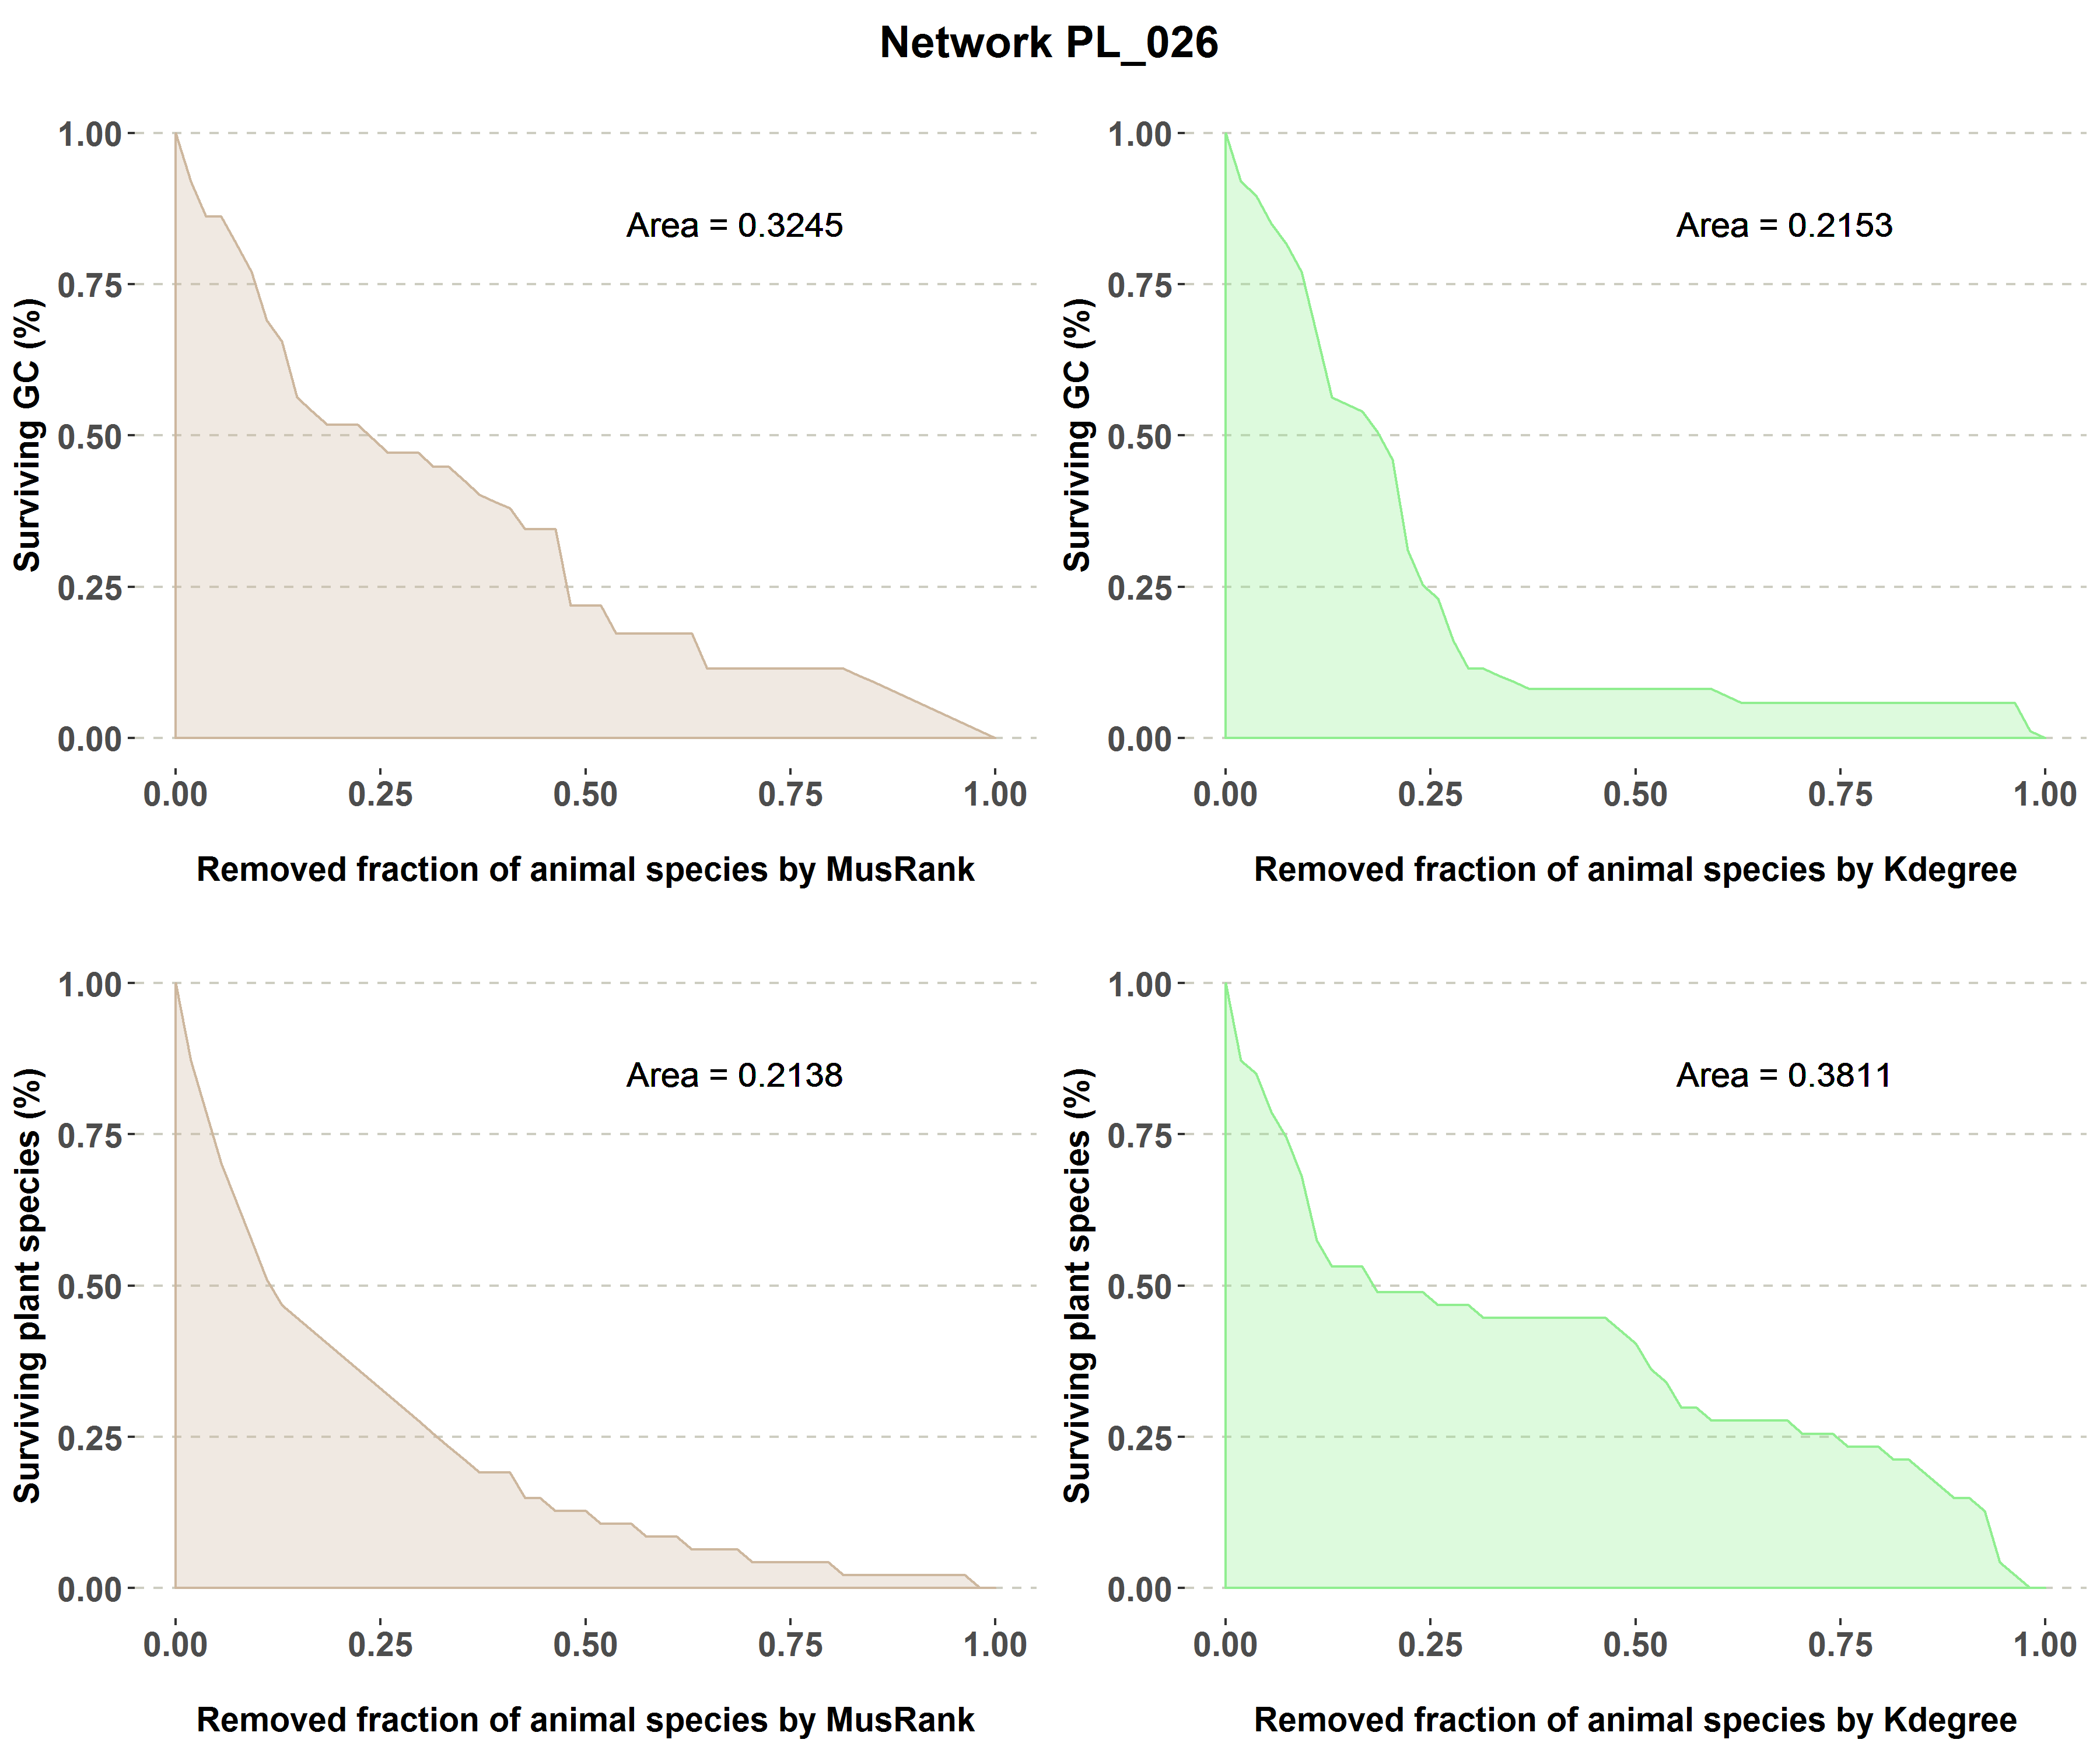 Network PL_026
Surviving GC (%)
1.00
0.75
0.50
0.25
0.00
Area = 0.3245
0.00 0.25 0.50 0.75 1.00
Removed fraction of animal species by MusRank
Surviving GC (%)
1.00
0.75
0.50
0.25
0.00
Area = 0.2153
0.00 0.25 0.50 0.75 1.00
Removed fraction of animal species by Kdegree
Surviving plant species (%)
1.00
0.75
0.50
0.25
0.00
Area = 0.2138
0.00 0.25 0.50 0.75 1.00
Removed fraction of animal species by MusRank
Surviving plant species (%)
1.00
0.75
0.50
0.25
0.00
Area = 0.3811
0.00 0.25 0.50 0.75 1.00
Removed fraction of animal species by Kdegree